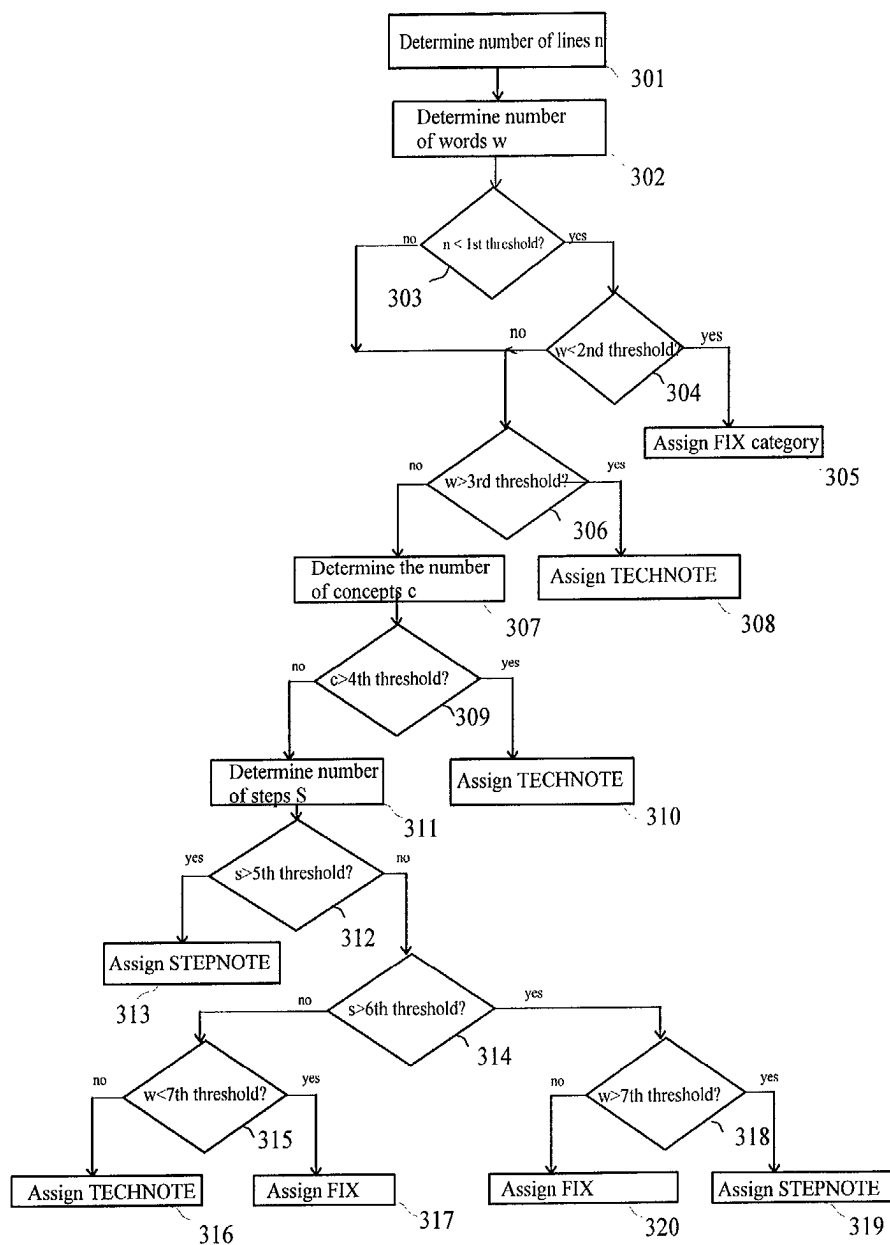 Determine number of lines n
301
Determine number
of words w
302
no
n < 1st threshold?
yes
303
no
w<2nd threshold?
yes
304
Assign FIX category
305
no
w>3rd threshold?
yes
306
Determine the number
of concepts c
307
Assign TECHNOTE
308
no
c>4th threshold?
yes
309
Determine number
of steps S
311
Assign TECHNOTE
310
yes
s>5th threshold?
no
312
Assign STEPNOTE
313
no
s>6th threshold?
yes
314
no
w<7th threshold?
yes
315
no
w>7th threshold?
yes
318
Assign TECHNOTE
316
Assign FIX
317
Assign FIX
320
Assign STEPNOTE
319